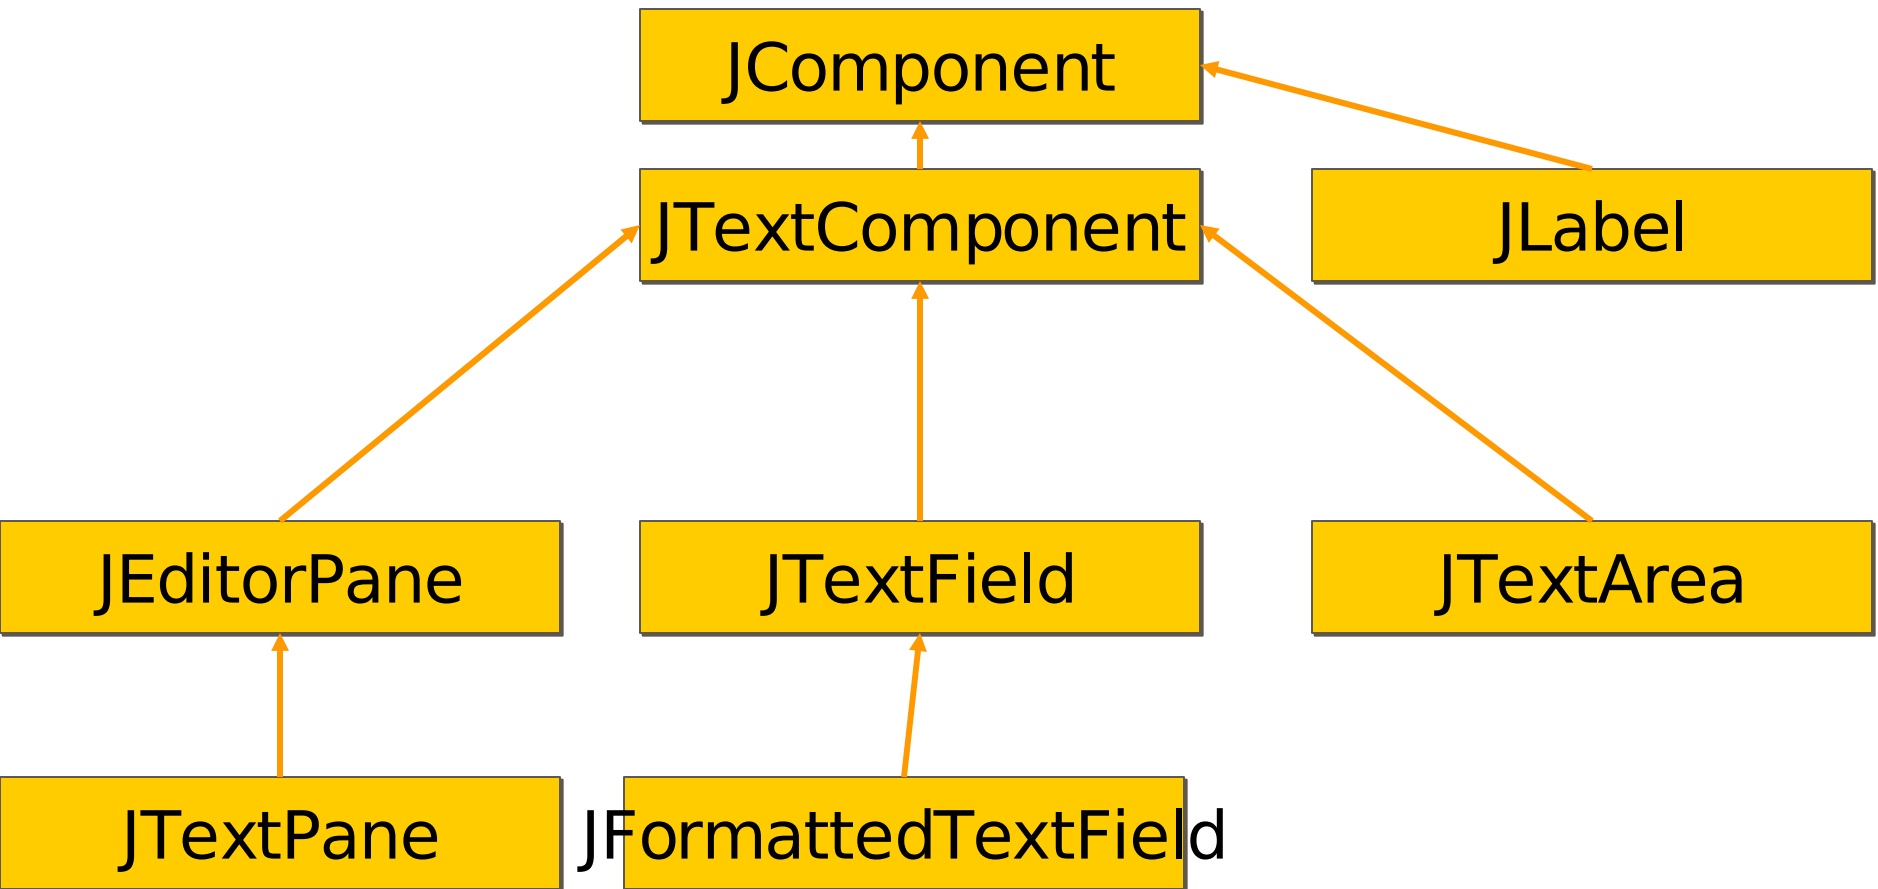 JComponent
JTextComponent
JLabel
JEditorPane
JTextField
JTextArea
JTextPane
JFormattedTextField